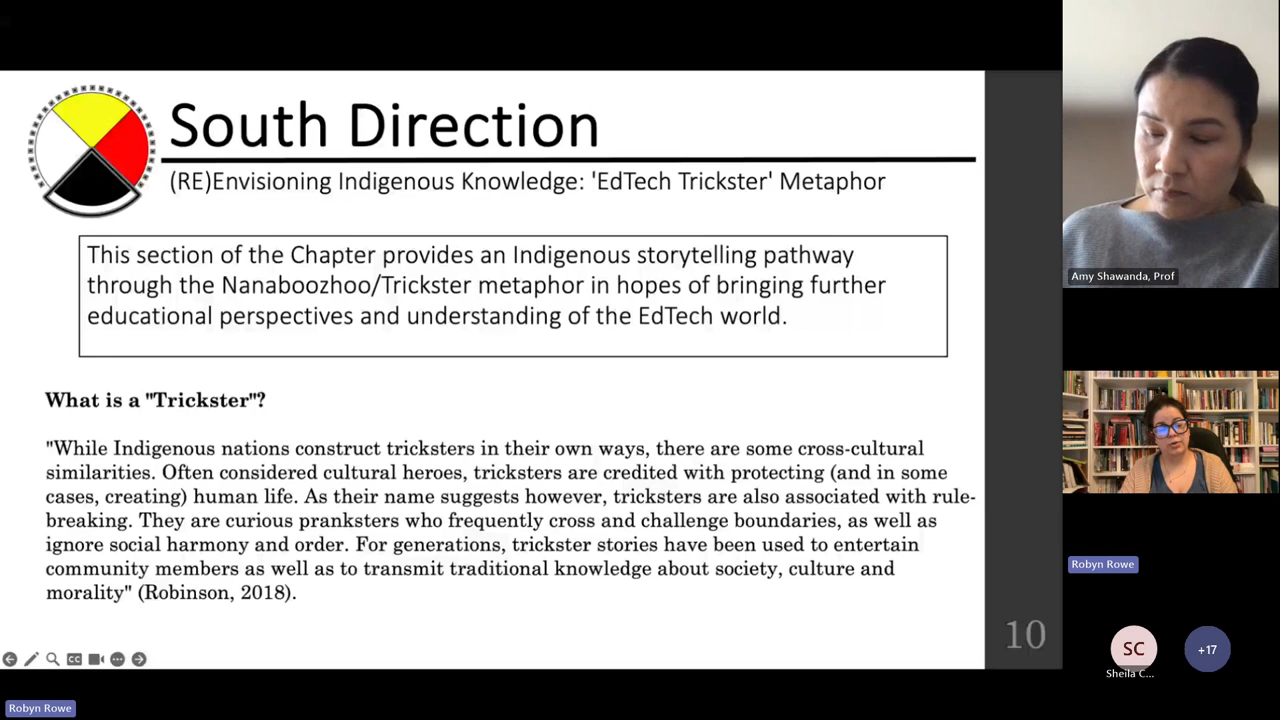 South Direction
(RE)Envisioning Indigenous Knowledge: 'EdTech Trickster' Metaphor
This section of the Chapter provides an Indigenous storytelling pathway
through the Nanaboozhoo/Trickster metaphor in hopes of bringing further
educational perspectives and understanding of the EdTech world.
What is a "Trickster"?
"While Indigenous nations construct tricksters in their own ways, there are some cross-cultural
similarities. Often considered cultural heroes, tricksters are credited with protecting (and in some
cases, creating) human life. As their name suggests however, tricksters are also associated with rule-
breaking. They are curious pranksters who frequently cross and challenge boundaries, as well as
ignore social harmony and order. For generations, trickster stories have been used to entertain
community members as well as to transmit traditional knowledge about society, culture and
morality" (Robinson, 2018).
10
CC
Amy Shawanda, Prof
Robyn Rowe
SC
Sheila C...
+17
Robyn Rowe